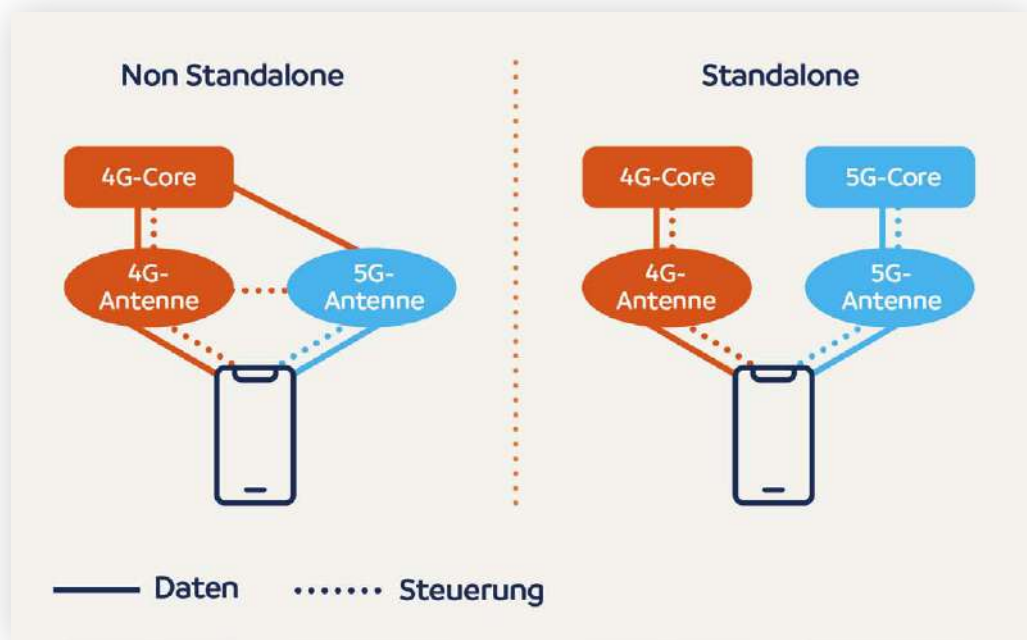 Non Standalone
Standalone
4G-Core
4G-Core
5G-Core
4G-
Antenne
5G-
Antenne
4G-
Antenne
5G-
Antenne
Daten
Steuerung